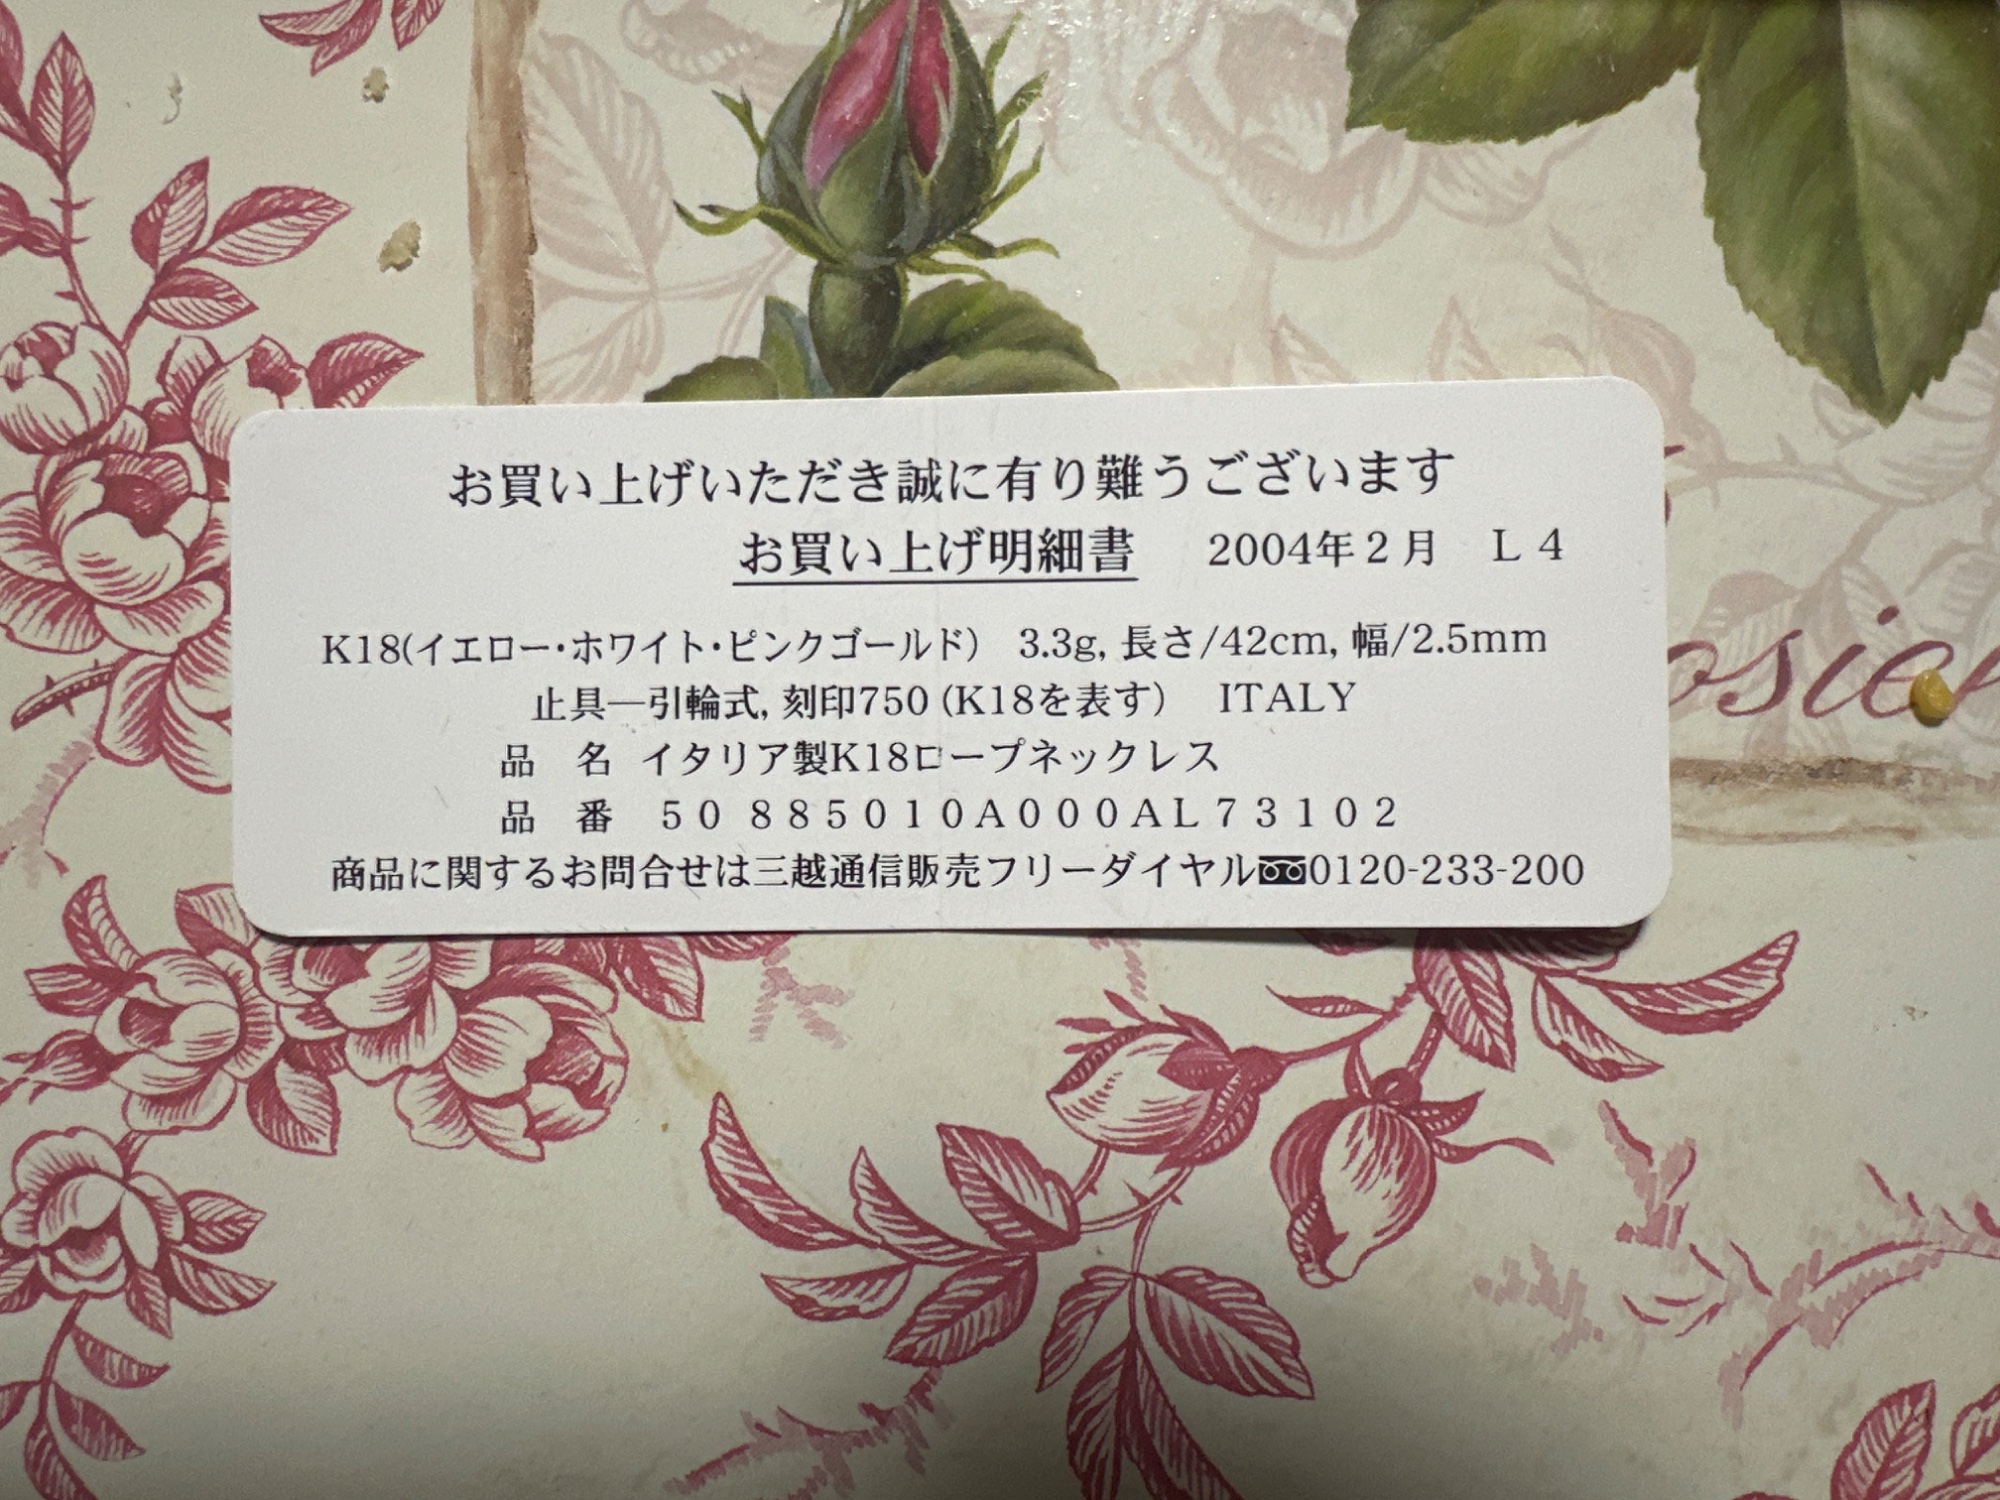 お買い上げいただき誠に有り難うございます
お買い上げ明細書　2004年２月　Ｌ４
K18(イエロー・ホワイト・ピンクゴールド)　3.3g, 長さ/42cm, 幅/2.5mm
止具―引輪式, 刻印750 (K18を表す)　ITALY
品　名 イタリア製K18ロープネックレス
品　番　５０ ８８５０１０Ａ０００ＡＬ７３１０２
商品に関するお問合せは三越通信販売フリーダイヤル0120-233-200